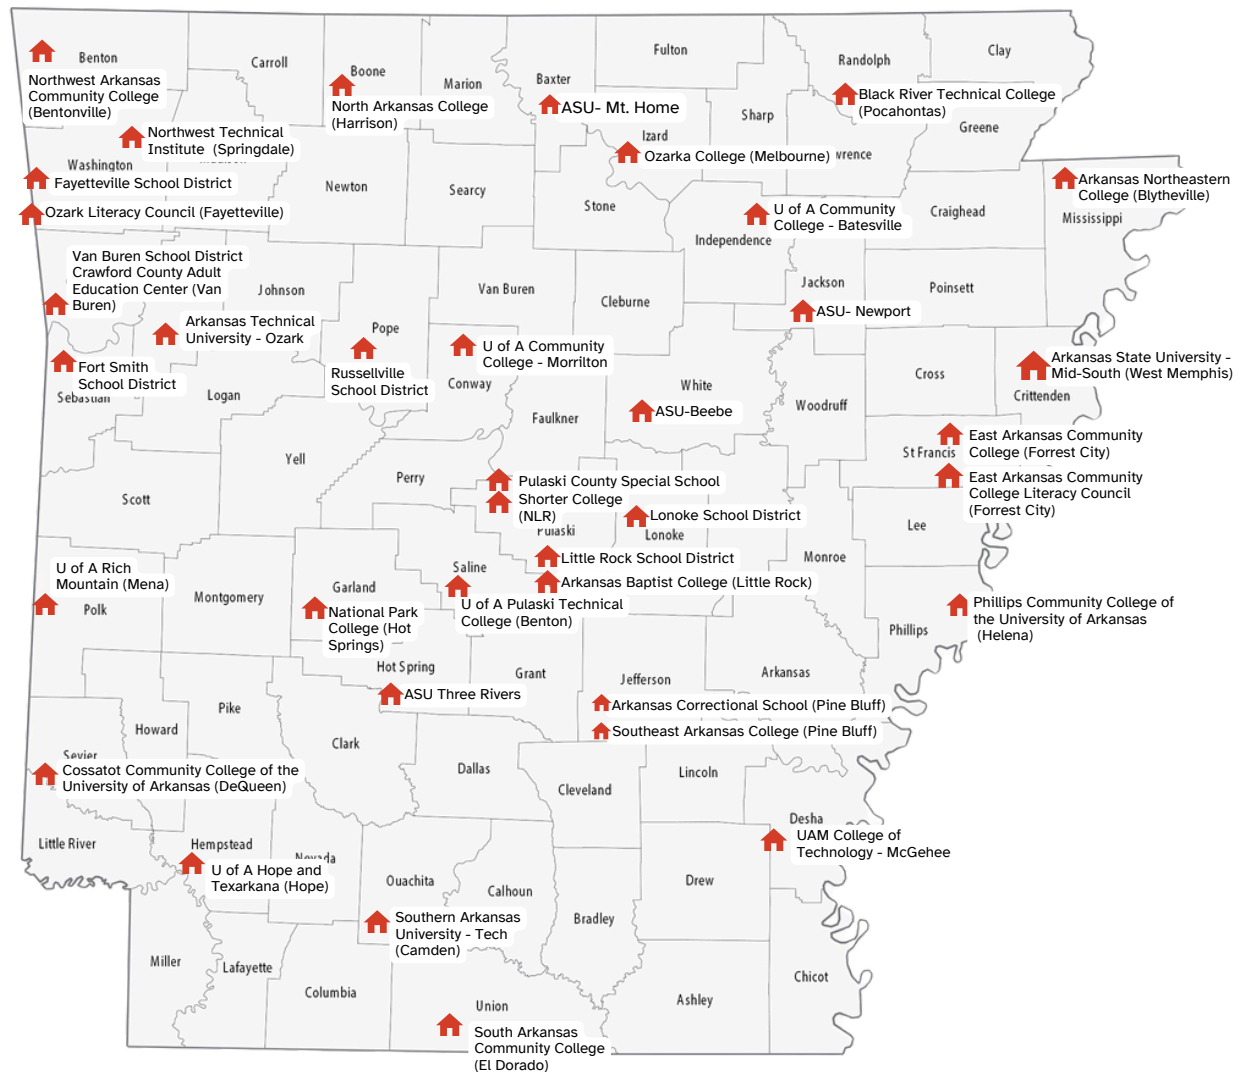 Benton
Carroll
Boone
Marion
Baxter
Fulton
Randolph
Clay
Northwest Arkansas
Community College
(Bentonville)
North Arkansas College
(Harrison)
ASU- Mt. Home
Sharp
Black River Technical College
(Pocahontas)
Greene
Northwest Technical
Institute (Springdale)
Izard
Ozarka College (Melbourne)
Washington
Fayetteville School District
Newton
Searcy
Stone
Arkansas Northeastern
College (Blytheville)
Mississippi
Ozark Literacy Council (Fayetteville)
U of A Community
College - Batesville
Independence
Craighead
Van Buren School District
Crawford County Adult
Education Center (Van
Buren)
Johnson
Van Buren
Cleburne
Jackson
Poinsett
ASU- Newport
Arkansas Technical
University - Ozark
Pope
U of A Community
College - Morrilton
Arkansas State University -
Mid-South (West Memphis)
Fort Smith
School District
Sebastian
Logan
Russellville
School District
Conway
White
Cross
Crittenden
Woodruff
ASU-Beebe
Faulkner
East Arkansas Community
College (Forrest City)
St Francis
Yell
Perry
Pulaski County Special School
East Arkansas Community
College Literacy Council
(Forrest City)
Scott
Shorter College
(NLR)
Pulaski
Lonoke School District
Lonoke
Lee
Monroe
Little Rock School District
U of A Rich
Mountain (Mena)
Polk
Montgomery
Garland
Saline
Arkansas Baptist College (Little Rock)
National Park
College (Hot
Springs)
U of A Pulaski Technical
College (Benton)
Phillips Community College of
the University of Arkansas
(Helena)
Phillips
Hot Spring
Grant
Jefferson
Arkansas
ASU Three Rivers
Arkansas Correctional School (Pine Bluff)
Pike
Howard
Clark
Southeast Arkansas College (Pine Bluff)
Sevier
Cossatot Community College of the
University of Arkansas (DeQueen)
Dallas
Cleveland
Lincoln
Desha
UAM College of
Technology - McGehee
Little River
Hempstead
Nevada
U of A Hope and
Texarkana (Hope)
Ouachita
Calhoun
Drew
Bradley
Southern Arkansas
University - Tech
(Camden)
Miller
Lafayette
Columbia
Union
Ashley
Chicot
South Arkansas
Community College
(El Dorado)